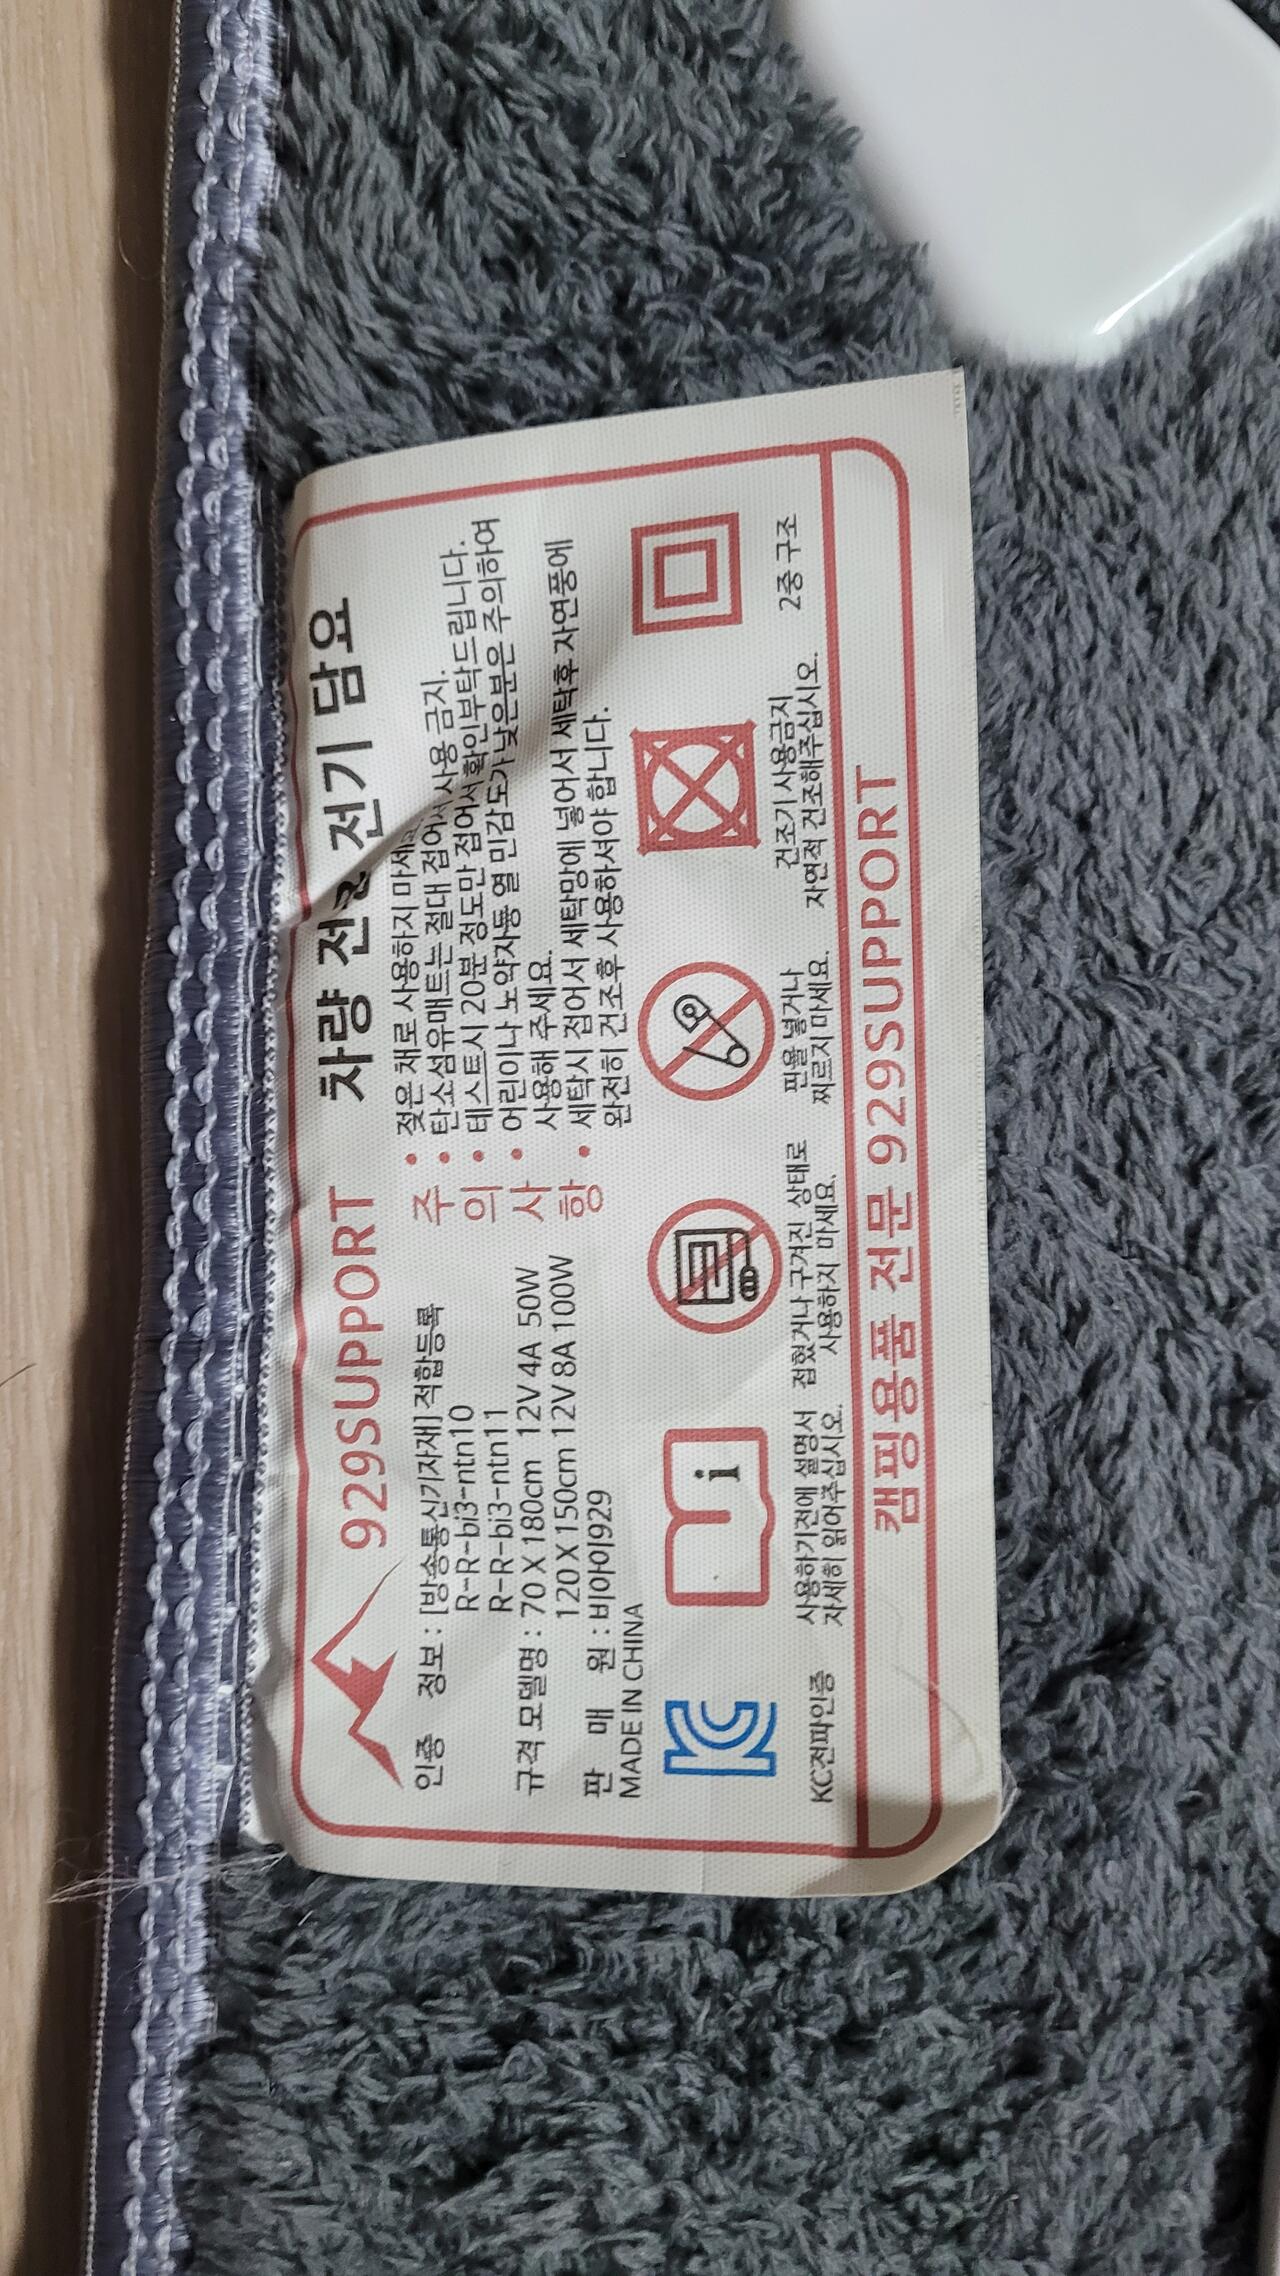 929SUPPORT 차량 전원 전기 담요
인증 정보 : [방송통신기자재] 적합등록
R-R-bi3-ntn10
R-R-bi3-ntn11
규격 모델명 : 70 X 180cm 12V 4A 50W
120 X 150cm 12V 8A 100W
판 매 원 : 비아이929
MADE IN CHINA
주의사항
• 젖은 채로 사용하지 마세요.
• 탄소섬유매트는 절대 접어서 사용 금지.
• 테스트시 20분 정도만 접어서 확인부탁드립니다.
• 어린이나 노약자등 열 민감도가 낮은분은 주의하여
사용해 주세요.
• 세탁시 접어서 세탁망에 넣어서 세탁후 자연풍에
완전히 건조후 사용하셔야 합니다.
i
KC전파인증
사용하기전에 설명서
자세히 읽어주십시오.
접혔거나 구겨진 상태로
사용하지 마세요.
핀을 넣거나
찌르지 마세요.
건조기 사용금지
자연적 건조해주십시오.
2중 구조
캠핑용품 전문 929SUPPORT